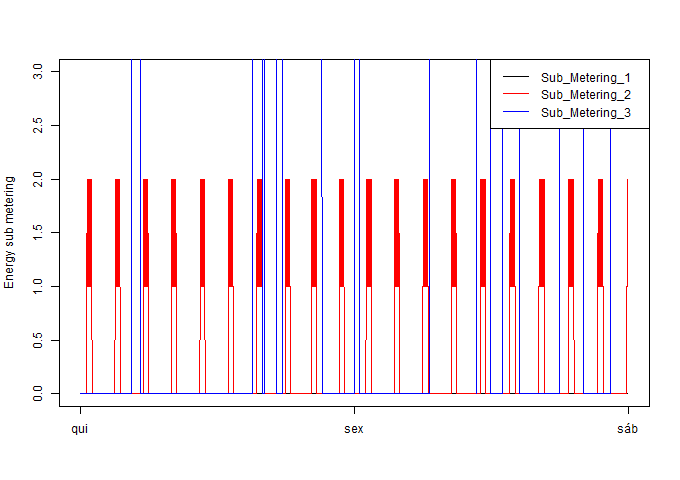 3.0
2.5
2.0
1.5
1.0
0.5
0.0
Energy sub metering
Sub_Metering_1
Sub_Metering_2
Sub_Metering_3
qui
sex
sáb